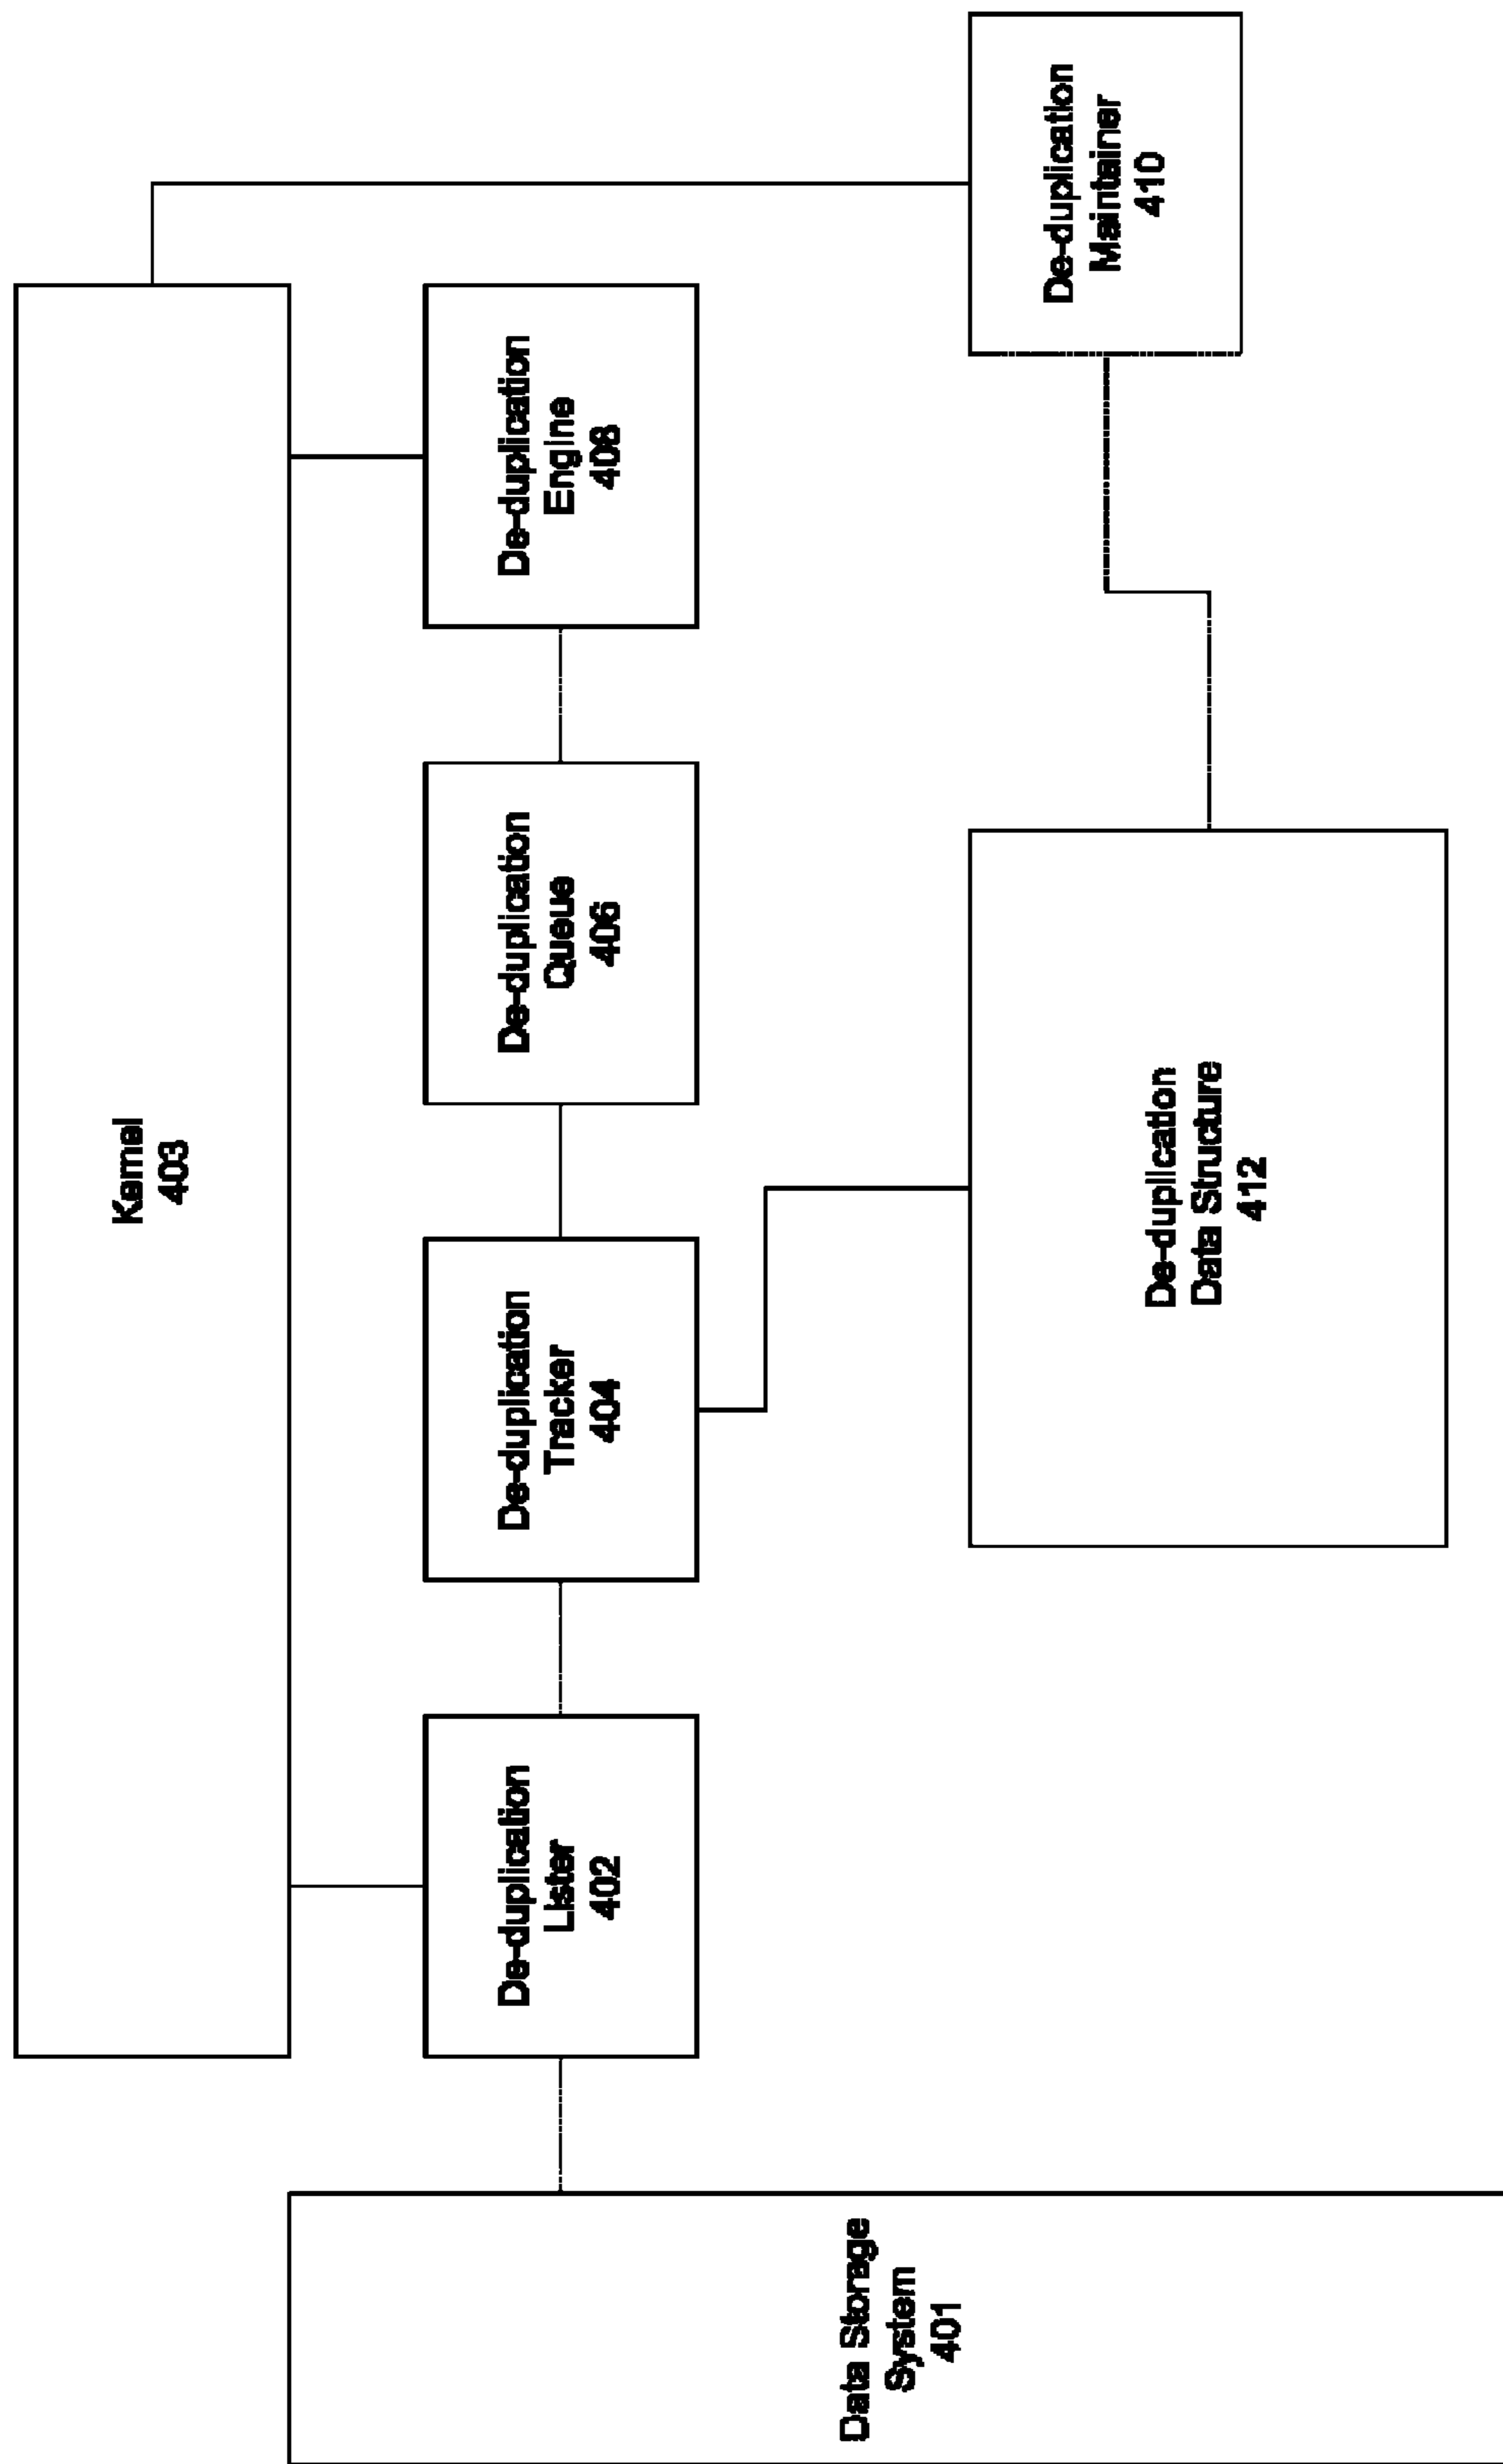 Kernel
403
De-duplication
Lister
402
De-duplication
Tracker
404
De-duplication
Queue
406
De-duplication
Engine
408
Data Storage
System
401
De-duplication
Data Structure
412
De-duplication
Maintainer
410